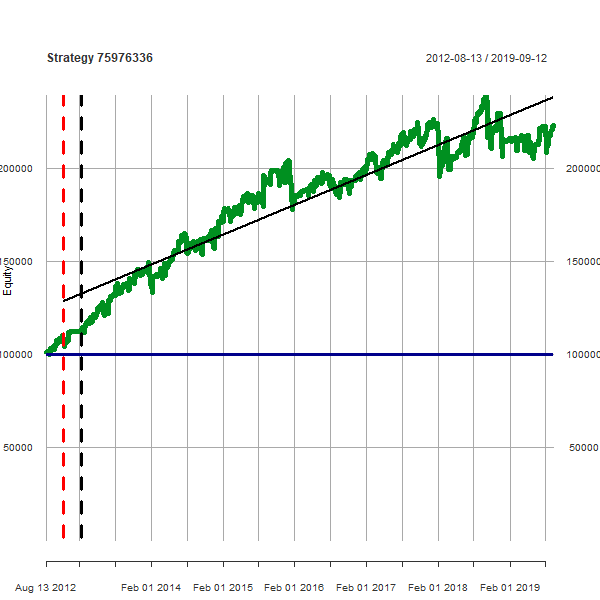 Strategy 75976336
2012-08-13 / 2019-09-12
200000
200000
150000
150000
Equity
100000
100000
50000
50000
Aug 13 2012
Feb 01 2014
Feb 01 2015
Feb 01 2016
Feb 01 2017
Feb 01 2018
Feb 01 2019